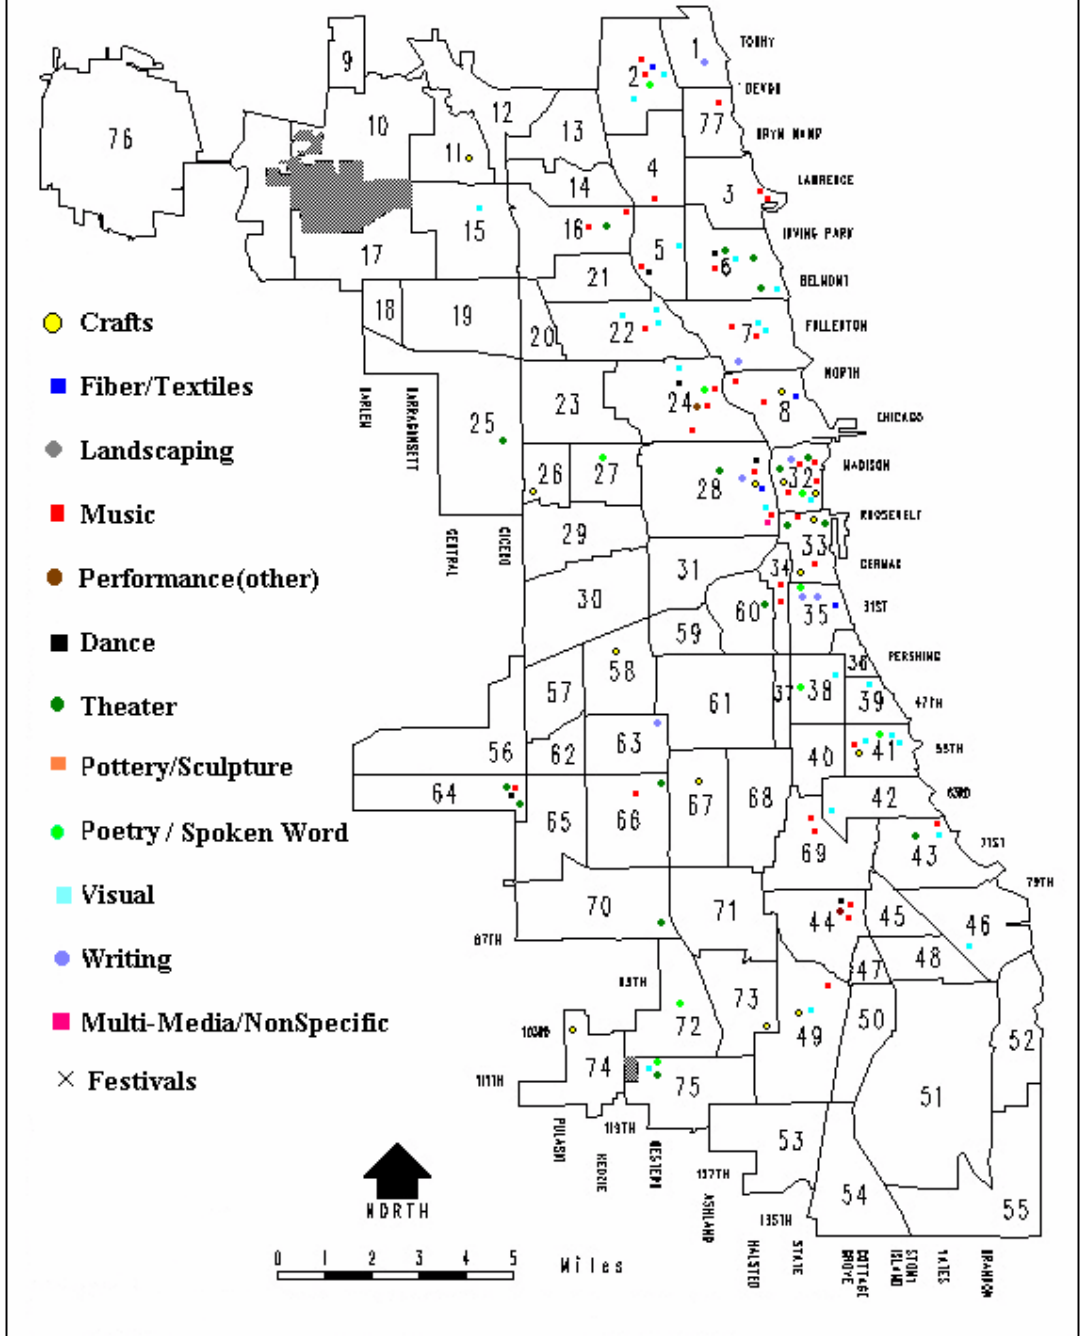 9
1
TOUHY
2
DEVON
76
12
10
13
77
BRYN MAWR
11
4
14
3
LAWRENCE
16
15
5
IRVING PARK
17
6
21
BELMONT
18
19
20
22
7
FULLERTON
Crafts
NORTH
Fiber/Textiles
HARLEM
NARRAGANSETT
23
24
8
CHICAGO
25
Landscaping
26
27
28
32
MADISON
Music
CENTRAL
CICERO
29
33
ROOSEVELT
31
34
CERMAK
Performance(other)
30
60
35
31ST
59
Dance
58
36
PERSHING
57
61
37
38
39
47TH
Theater
56
62
63
40
41
55TH
Pottery/Sculpture
64
65
66
67
68
42
63RD
Poetry / Spoken Word
69
43
71ST
79TH
Visual
70
71
44
45
46
87TH
48
Writing
47
99TH
73
50
72
49
52
Multi-Media/NonSpecific
103RD
74
75
51
Festivals
111TH
PULASKI
KEDZIE
119TH
WESTERN
53
127TH
54
55
NORTH
ASHLAND
135TH
HALSTED
STATE
COTTAGE GROVE
STONY ISLAND
YATES
BRANDON
0 1 2 3 4 5 Miles